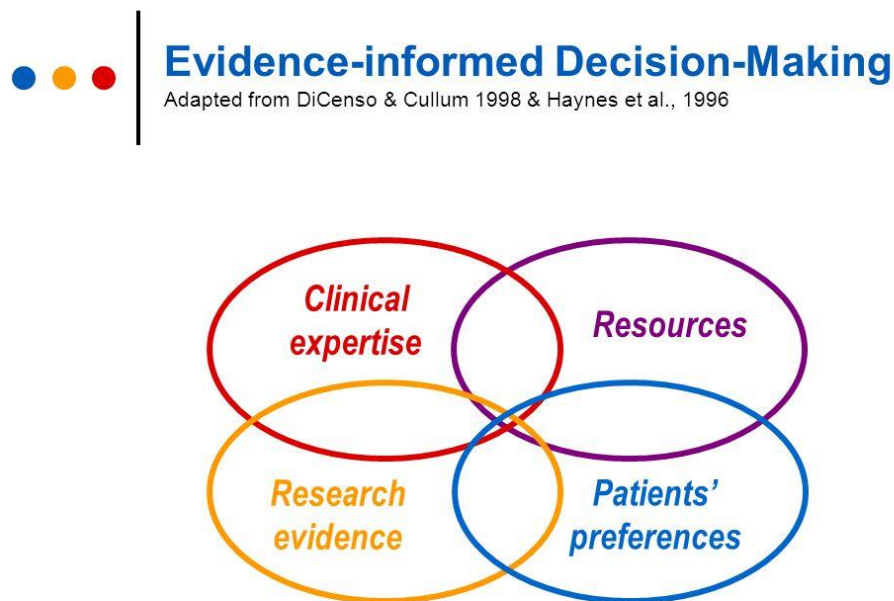 Evidence-informed Decision-Making
Adapted from DiCenso & Cullum 1998 & Haynes et al., 1996
Clinical
expertise
Resources
Research
evidence
Patients’
preferences